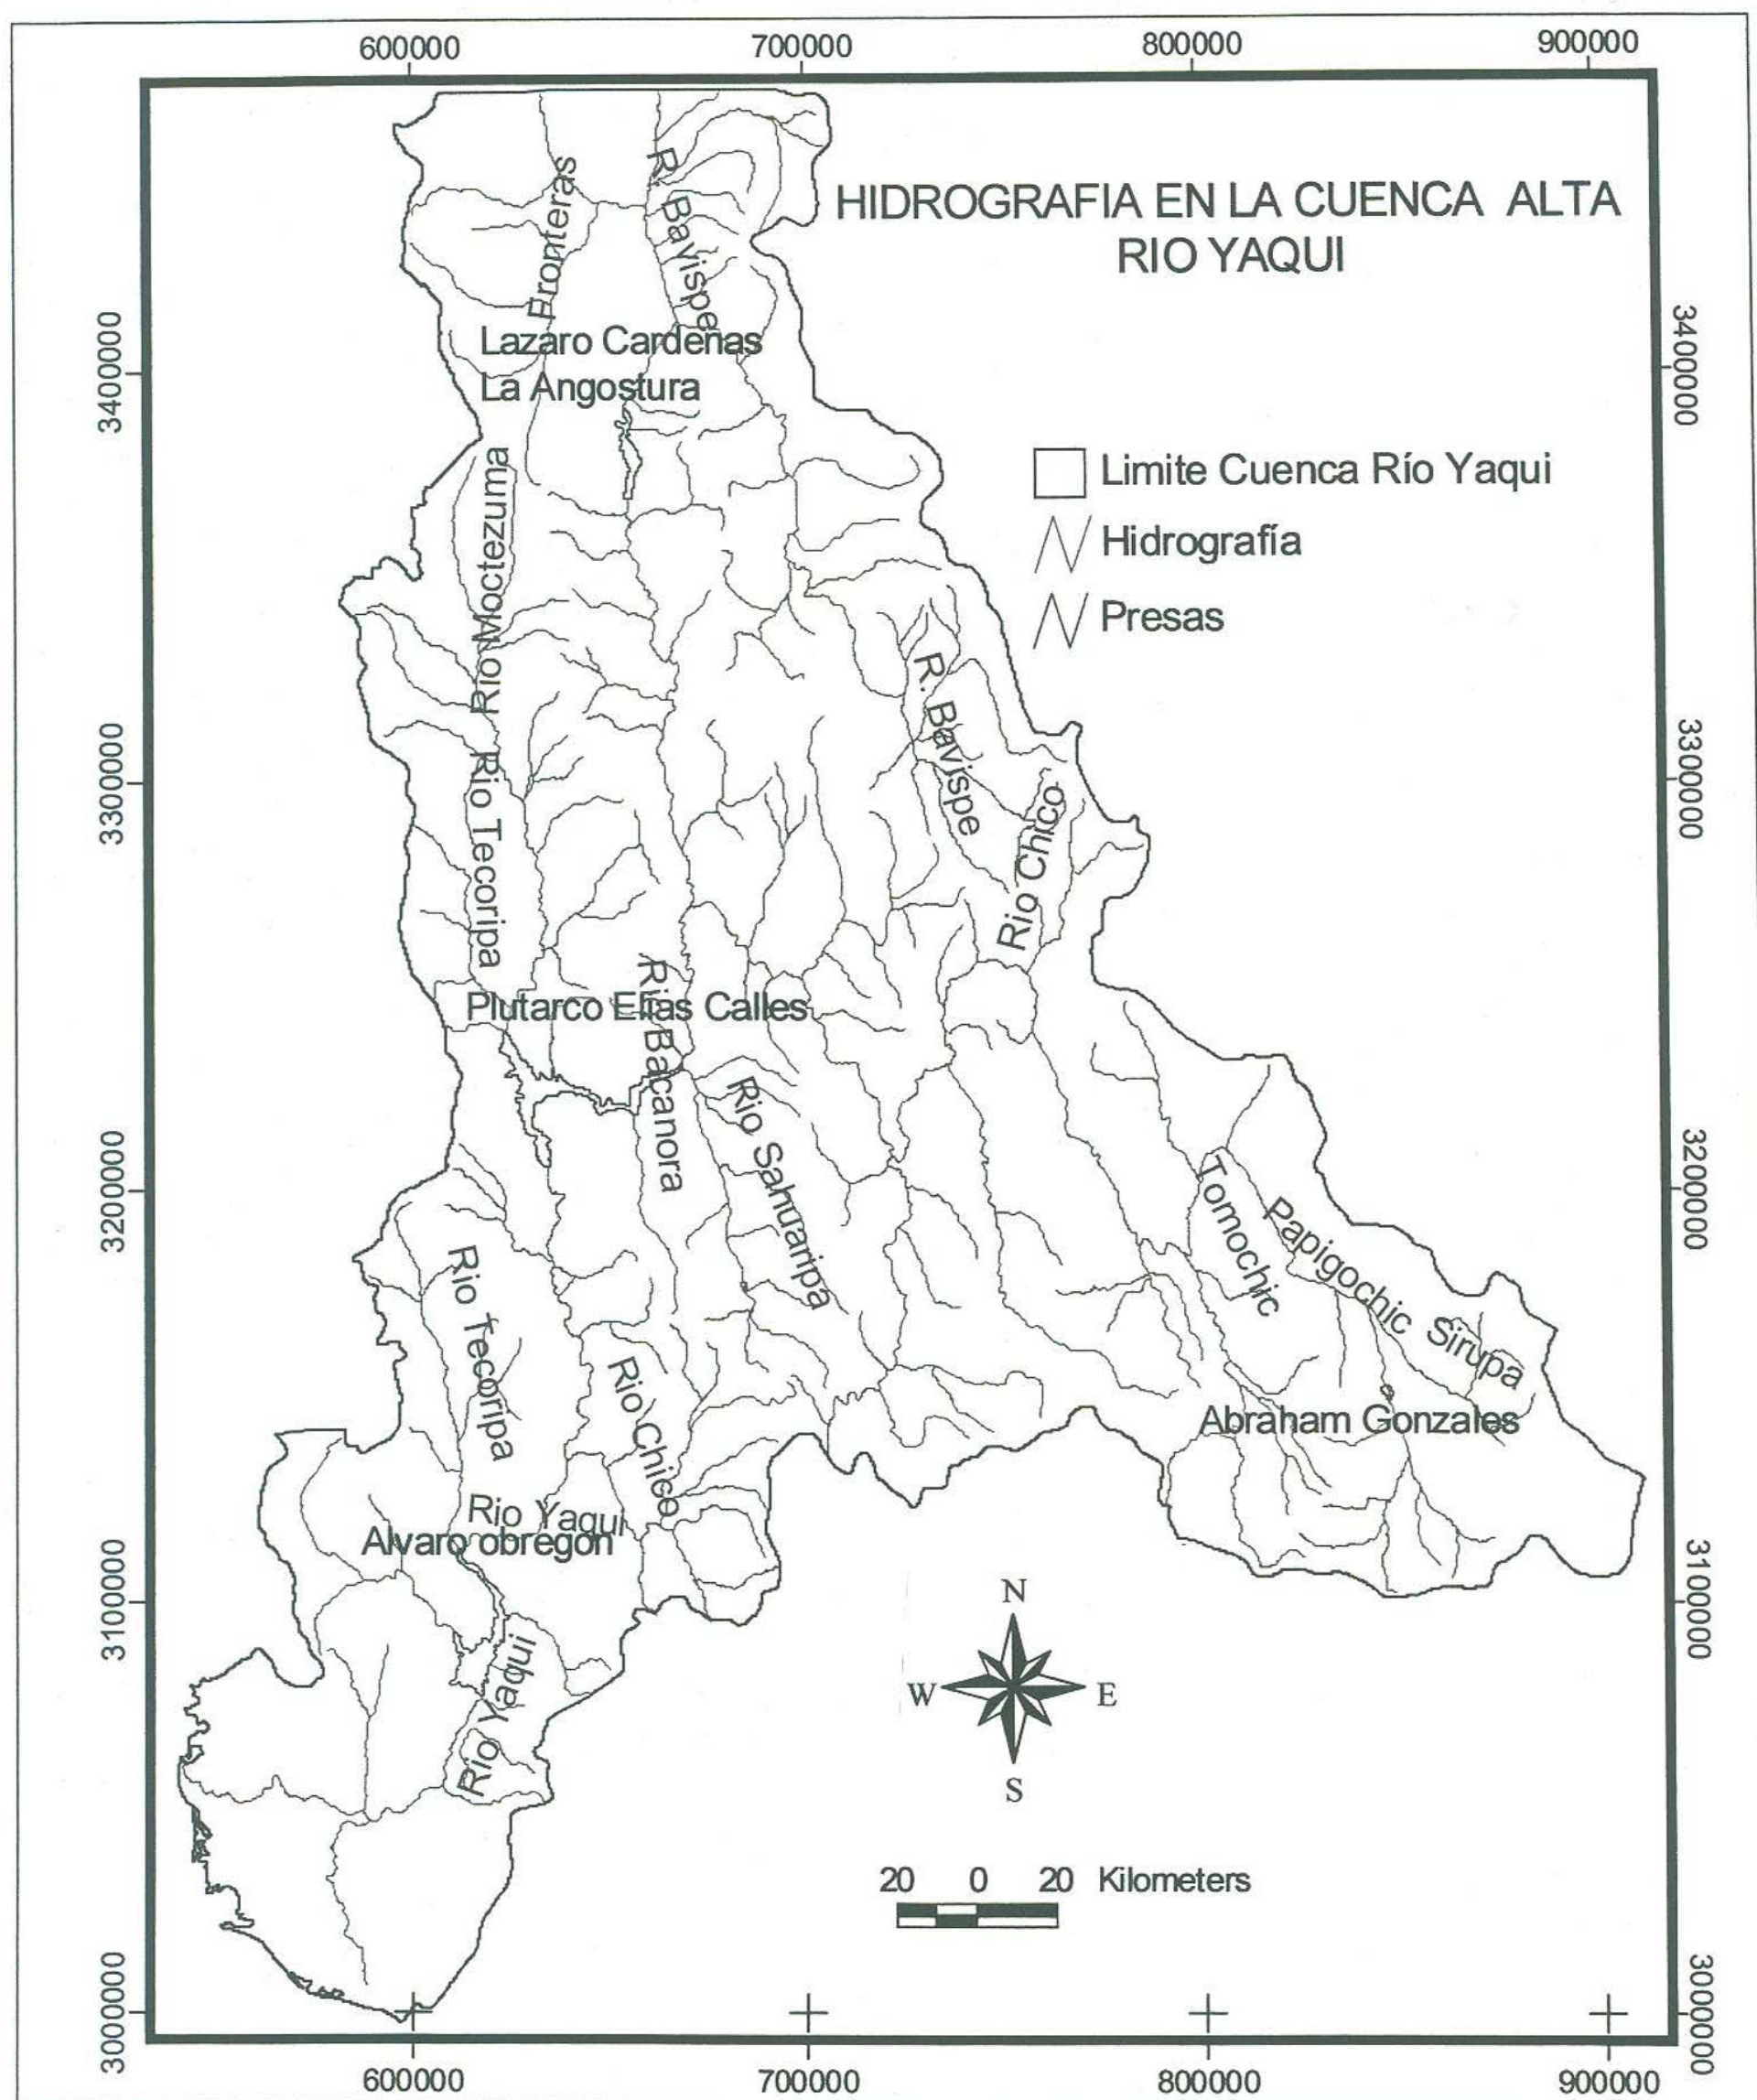 600000
700000
800000
900000
HIDROGRAFIA EN LA CUENCA ALTA
RIO YAQUI
Fronteras
R. Bavispe
Lazaro Cardenas
La Angostura
3400000
3400000
Limite Cuenca Río Yaqui
Hidrografía
Presas
Rio Moctezuma
R. Bavispe
Rio Tecoripa
3300000
3300000
Rio Chico
Plutarco Elias Calles
Rio Bacanora
Rio Sahuaripa
3200000
3200000
Tomochic
Papigochic
Sirupa
Rio Tecoripa
Rio Chico
Abraham Gonzales
Rio Yaqui
Alvaro obregon
3100000
3100000
Rio Yaqui
N
W
E
S
20 0 20 Kilometers
3000000
3000000
600000
700000
800000
900000